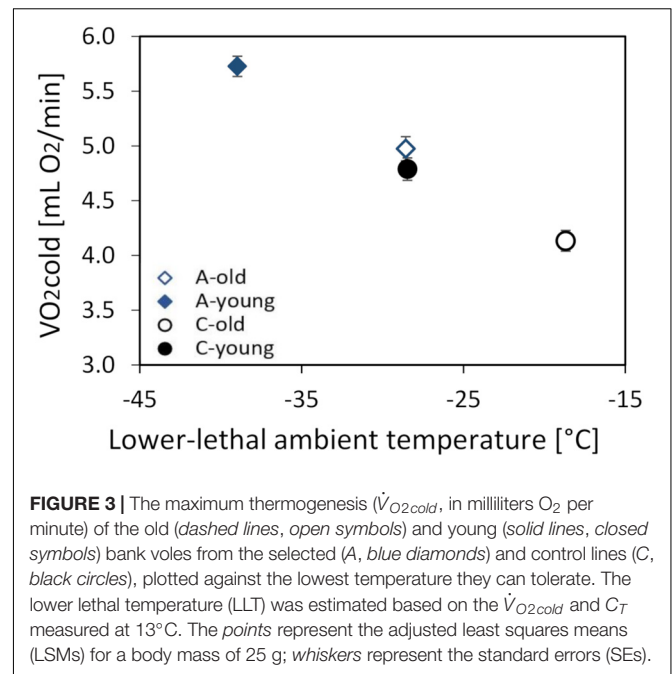 6.0
5.5
5.0
4.5
4.0
3.5
3.0
VO2cold [mL O2/min]
A-old
A-young
C-old
C-young
-45 -35 -25 -15
Lower-lethal ambient temperature [°C]
FIGURE 3 | The maximum thermogenesis (V̇O2cold, in milliliters O2 per
minute) of the old (dashed lines, open symbols) and young (solid lines, closed
symbols) bank voles from the selected (A, blue diamonds) and control lines (C,
black circles), plotted against the lowest temperature they can tolerate. The
lower lethal temperature (LLT) was estimated based on the V̇O2cold and CT
measured at 13°C. The points represent the adjusted least squares means
(LSMs) for a body mass of 25 g; whiskers represent the standard errors (SEs).